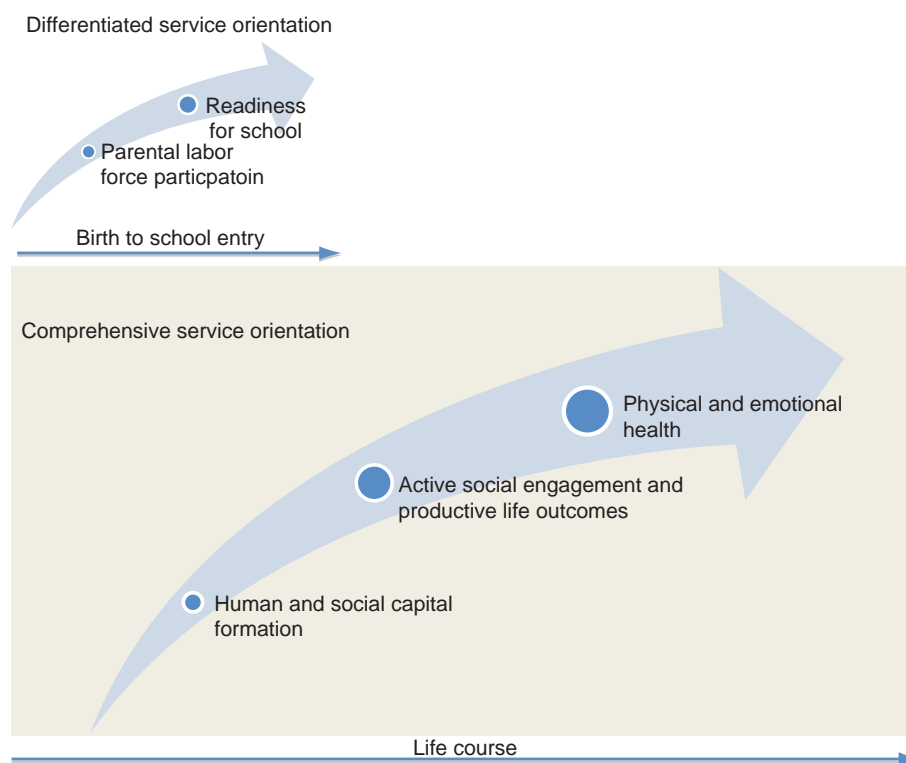 Differentiated service orientation
Readiness
for school
Parental labor
force particpatoin
Birth to school entry
Comprehensive service orientation
Physical and emotional
health
Active social engagement and
productive life outcomes
Human and social capital
formation
Life course